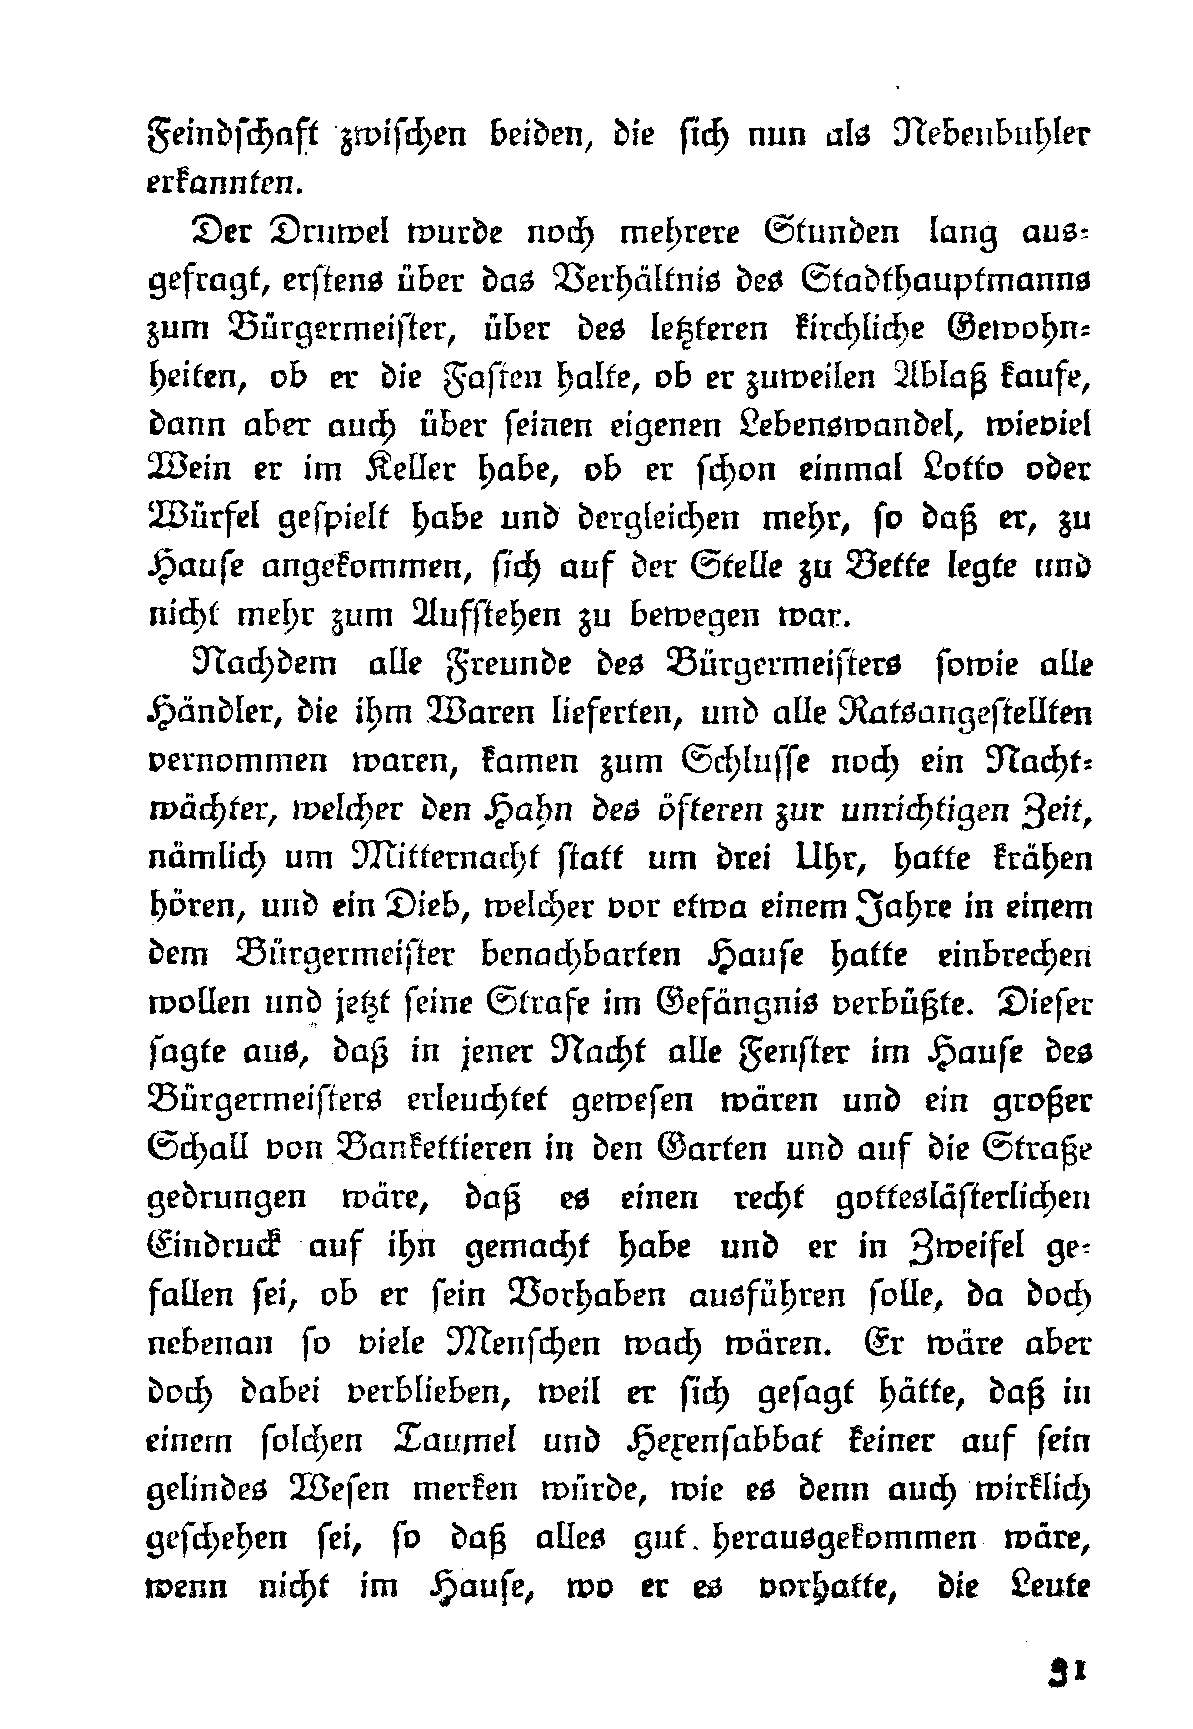 Feindſchaft zwiſchen beiden, die ſich nun als Nebenbuhler
erkannten.
Der Druwel wurde noch mehrere Stunden lang aus-
gefragt, erſtens über das Verhältnis des Stadthauptmanns
zum Bürgermeiſter, über des letzteren kirchliche Gewohn-
heiten, ob er die Faſten halte, ob er zuweilen Ablaß kaufe,
dann aber auch über ſeinen eigenen Lebenswandel, wieviel
Wein er im Keller habe, ob er ſchon einmal Lotto oder
Würfel geſpielt habe und dergleichen mehr, ſo daß er, zu
Hauſe angekommen, ſich auf der Stelle zu Bette legte und
nicht mehr zum Aufſtehen zu bewegen war.
Nachdem alle Freunde des Bürgermeiſters ſowie alle
Händler, die ihm Waren lieferten, und alle Ratsangeſtellten
vernommen waren, kamen zum Schluſſe noch ein Nacht-
wächter, welcher den Hahn des öfteren zur unrichtigen Zeit,
nämlich um Mitternacht ſtatt um drei Uhr, hatte krähen
hören, und ein Dieb, welcher vor etwa einem Jahre in einem
dem Bürgermeiſter benachbarten Hauſe hatte einbrechen
wollen und jetzt ſeine Strafe im Gefängnis verbüßte. Dieſer
ſagte aus, daß in jener Nacht alle Fenſter im Hauſe des
Bürgermeiſters erleuchtet geweſen wären und ein großer
Schall von Bankettieren in den Garten und auf die Straße
gedrungen wäre, daß es einen recht gottesläſterlichen
Eindruck auf ihn gemacht habe und er in Zweifel ge-
fallen ſei, ob er ſein Vorhaben ausführen ſolle, da doch
nebenan ſo viele Menſchen wach wären. Er wäre aber
doch dabei verblieben, weil er ſich geſagt hätte, daß in
einem ſolchen Taumel und Hexenſabbat keiner auf ſein
gelindes Weſen merken würde, wie es denn auch wirklich
geſchehen ſei, ſo daß alles gut herausgekommen wäre,
wenn nicht im Hauſe, wo er es vorhatte, die Leute
91